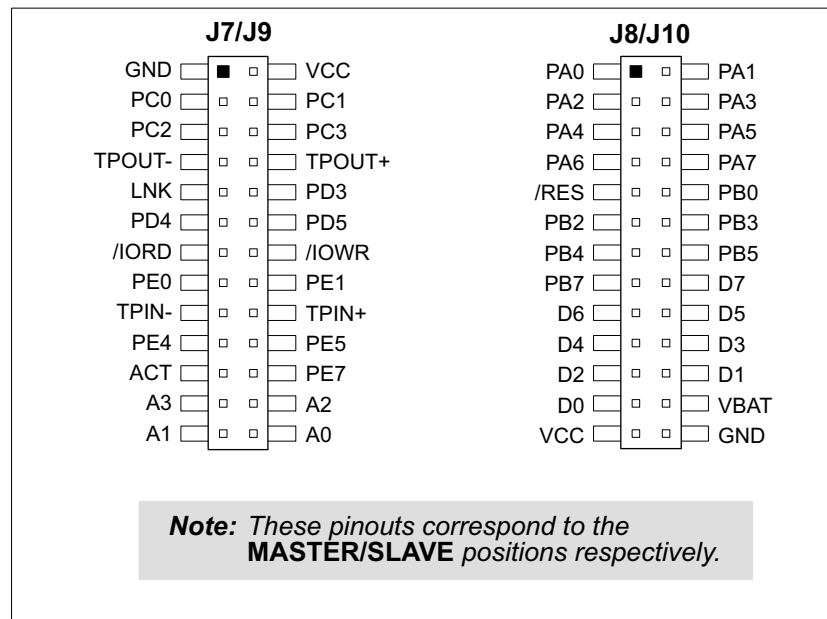 J7/J9
GND VCC
PC0 PC1
PC2 PC3
TPOUT- TPOUT+
LNK PD3
PD4 PD5
/IORD /IOWR
PE0 PE1
TPIN- TPIN+
PE4 PE5
ACT PE7
A3 A2
A1 A0
J8/J10
PA0 PA1
PA2 PA3
PA4 PA5
PA6 PA7
/RES PB0
PB2 PB3
PB4 PB5
PB7 D7
D6 D5
D4 D3
D2 D1
D0 VBAT
VCC GND
Note: These pinouts correspond to the
MASTER/SLAVE positions respectively.